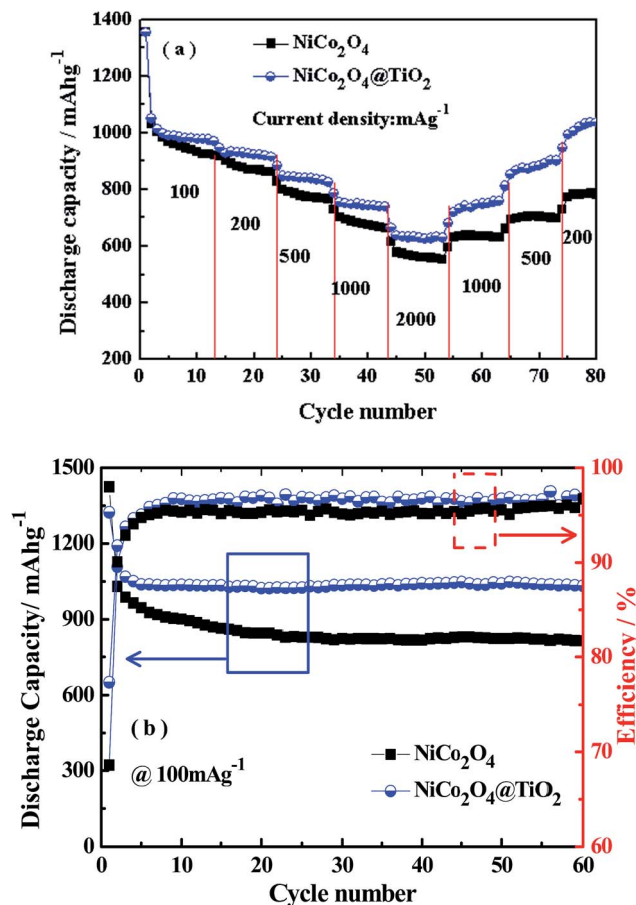 ( a )
NiCo₂O₄
NiCo₂O₄@TiO₂
Current density:mAg⁻¹
Discharge capacity / mAhg⁻¹
1400
1200
1000
800
600
400
200
100
200
500
1000
2000
1000
500
200
0 10 20 30 40 50 60 70 80
Cycle number
Discharge Capacity/ mAhg⁻¹
1500
1200
900
600
300
0
( b )
@ 100mAg⁻¹
NiCo₂O₄
NiCo₂O₄@TiO₂
100
90
80
70
60
Efficiency / %
0 10 20 30 40 50 60
Cycle number